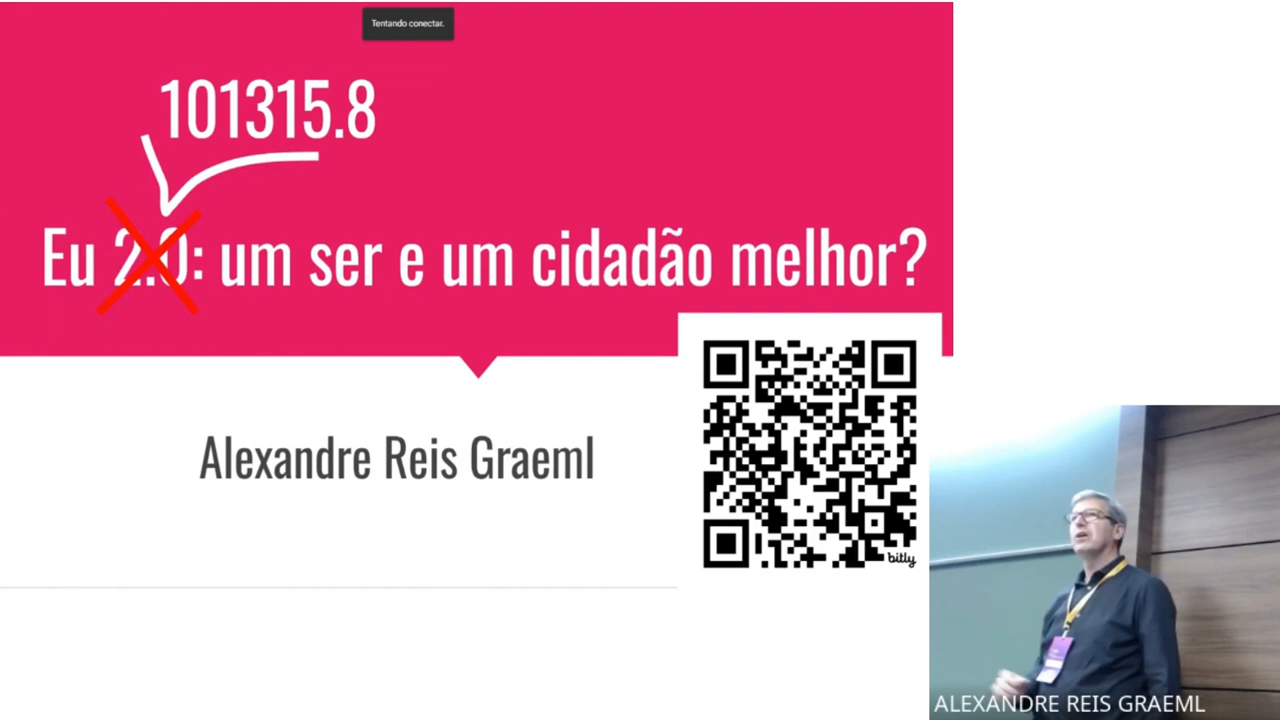 Tentando conectar.
101315.8
Eu 2.0: um ser e um cidadão melhor?
Alexandre Reis Graeml
bitly
ALEXANDRE REIS GRAEML